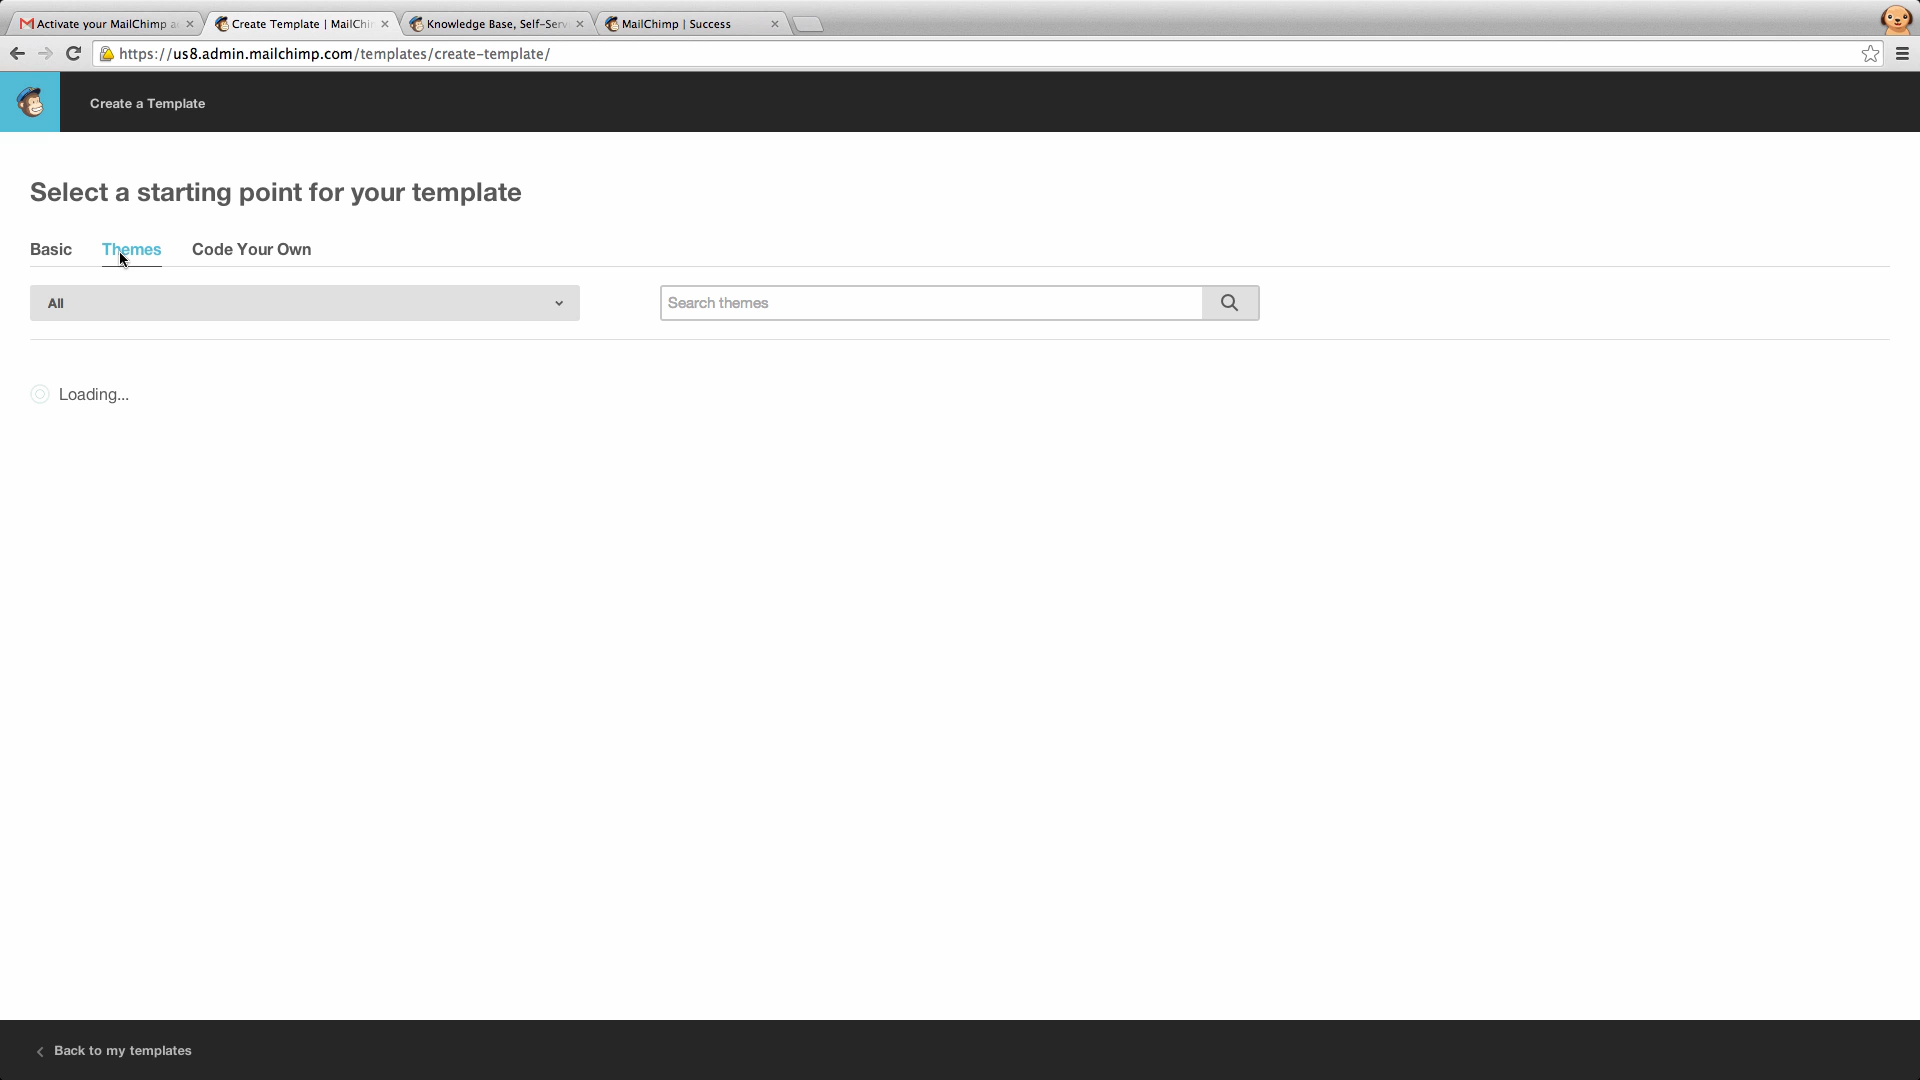 Activate your MailChimp a
Create Template | MailChi
Knowledge Base, Self-Serv
MailChimp | Success
https://us8.admin.mailchimp.com/templates/create-template/
Create a Template
Select a starting point for your template
Basic
Themes
Code Your Own
All
Search themes
Loading...
Back to my templates